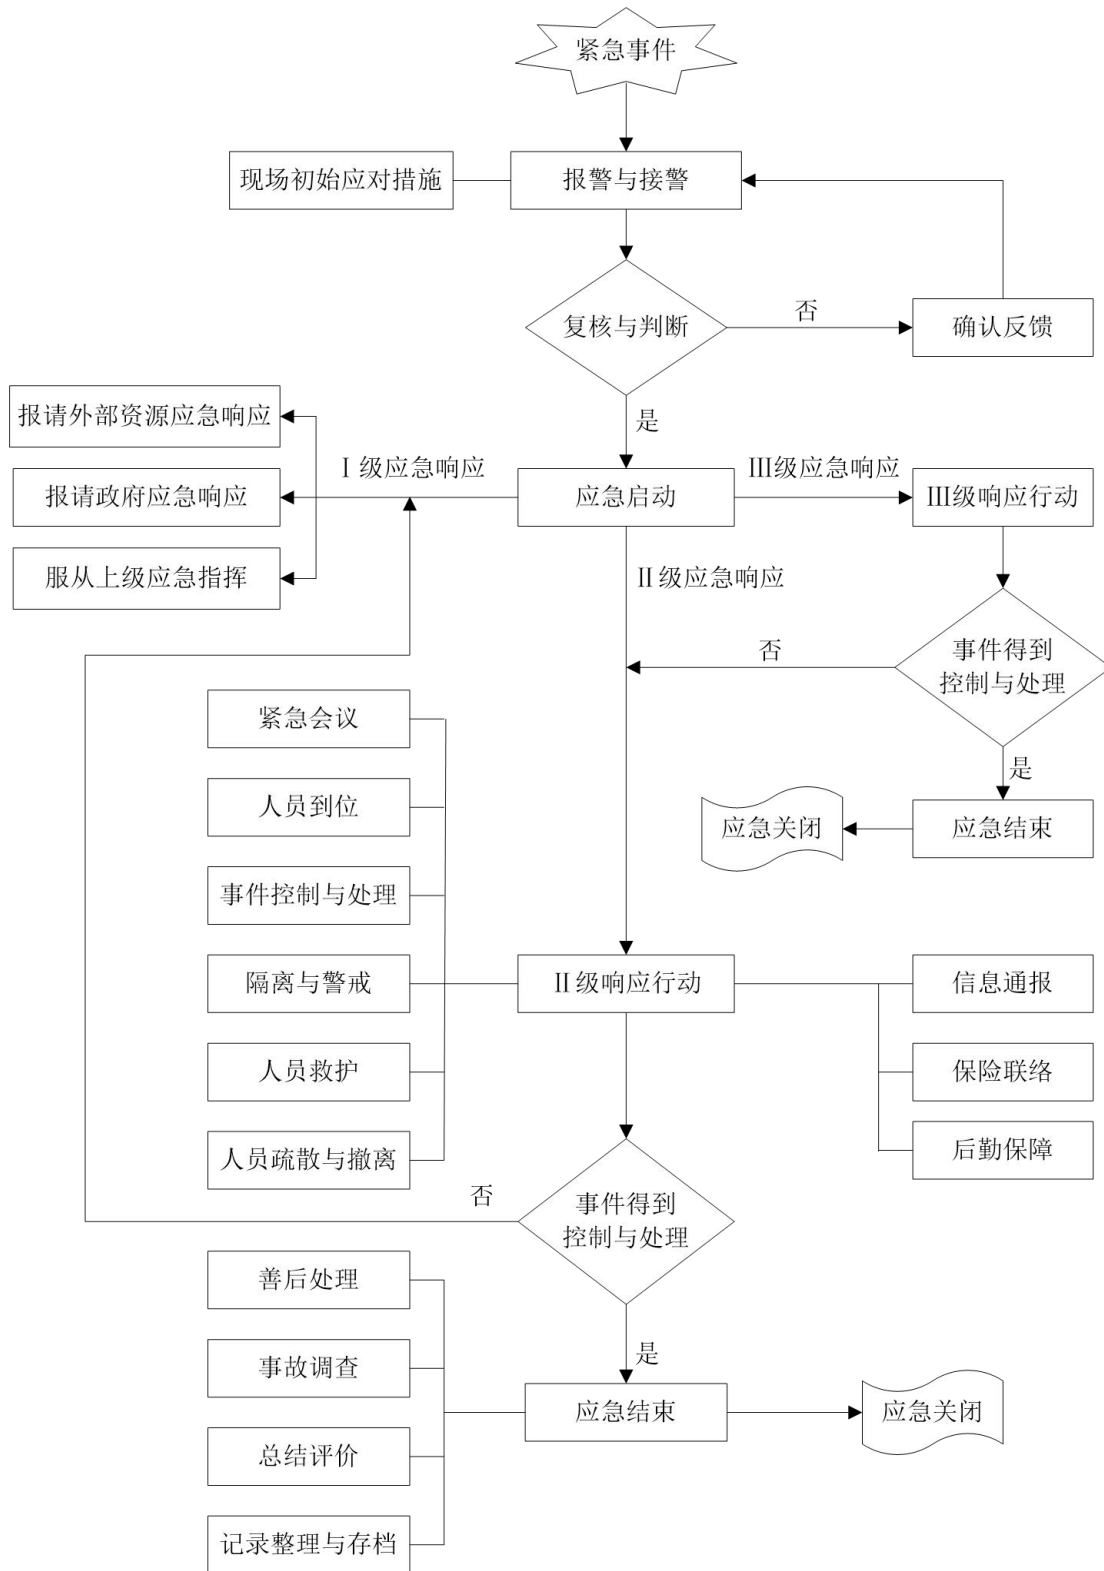 紧急事件
现场初始应对措施
报警与接警
复核与判断
否
确认反馈
是
报请外部资源应急响应
Ⅰ级应急响应
Ⅲ级应急响应
报请政府应急响应
应急启动
Ⅲ级响应行动
服从上级应急指挥
Ⅱ级应急响应
否
事件得到
控制与处理
紧急会议
是
人员到位
应急关闭
应急结束
事件控制与处理
隔离与警戒
Ⅱ级响应行动
信息通报
人员救护
保险联络
人员疏散与撤离
后勤保障
否
事件得到
控制与处理
善后处理
是
事故调查
应急结束
应急关闭
总结评价
记录整理与存档